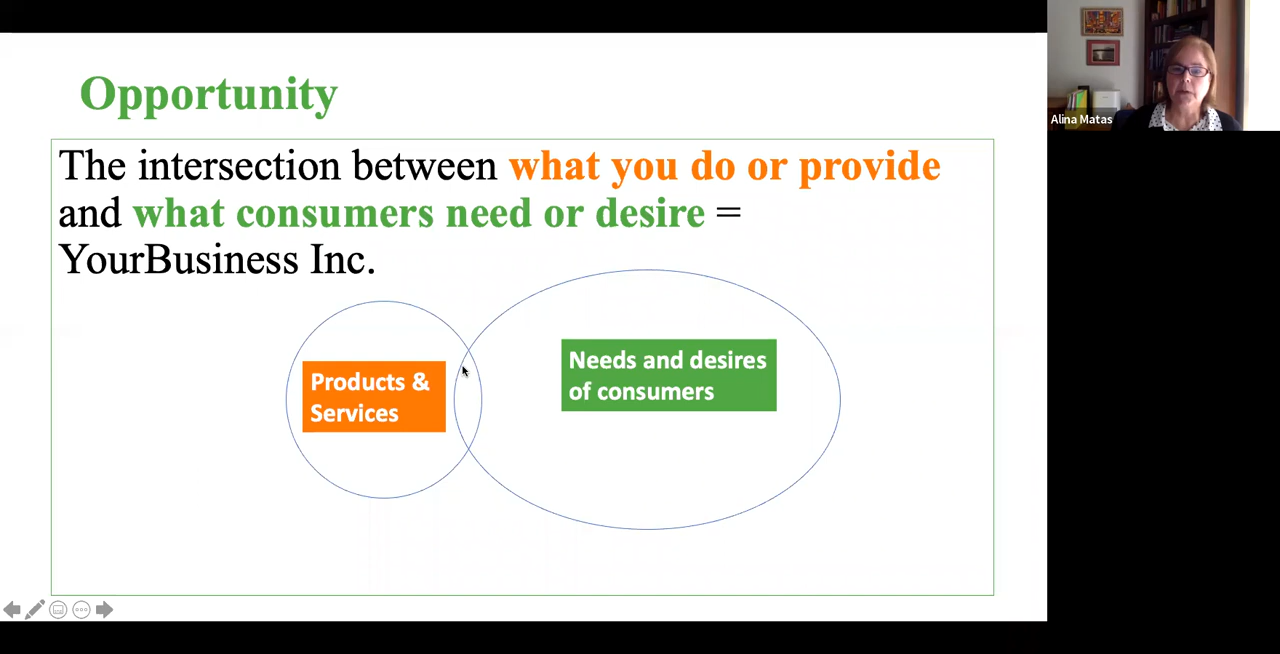 Opportunity
The intersection between what you do or provide
and what consumers need or desire =
YourBusiness Inc.
Products &
Services
Needs and desires
of consumers
Alina Matas